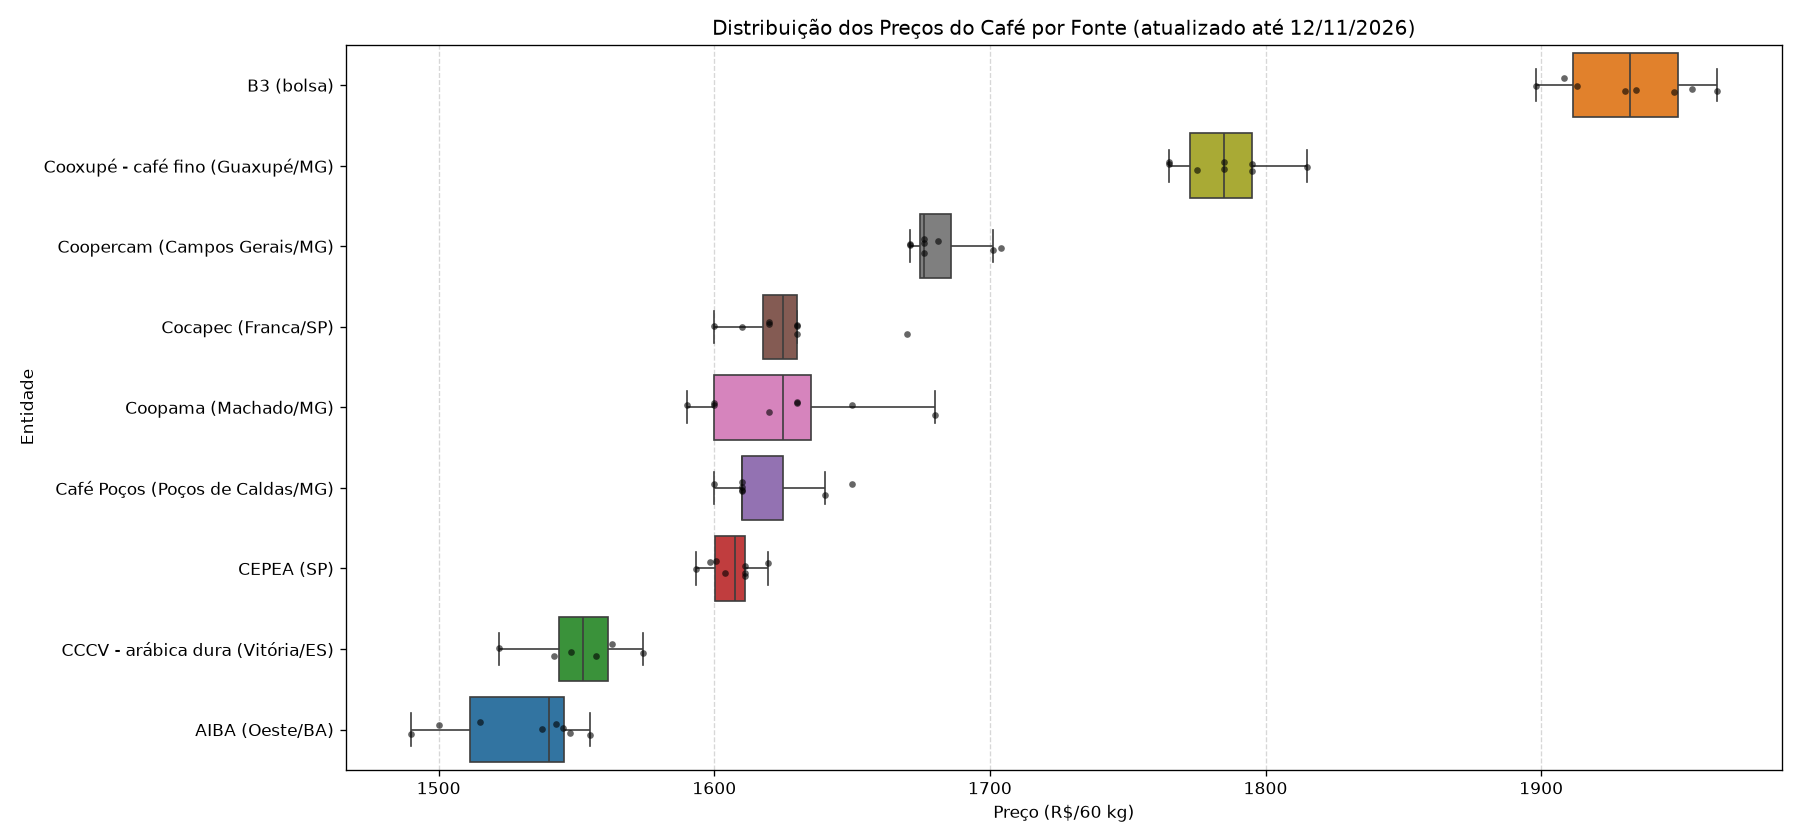 Distribuição dos Preços do Café por Fonte (atualizado até 12/11/2026)
B3 (bolsa)
Cooxupé - café fino (Guaxupé/MG)
Coopercam (Campos Gerais/MG)
Cocapec (Franca/SP)
Coopama (Machado/MG)
Café Poços (Poços de Caldas/MG)
CEPEA (SP)
CCCV - arábica dura (Vitória/ES)
AIBA (Oeste/BA)
Entidade
1500 1600 1700 1800 1900
Preço (R$/60 kg)